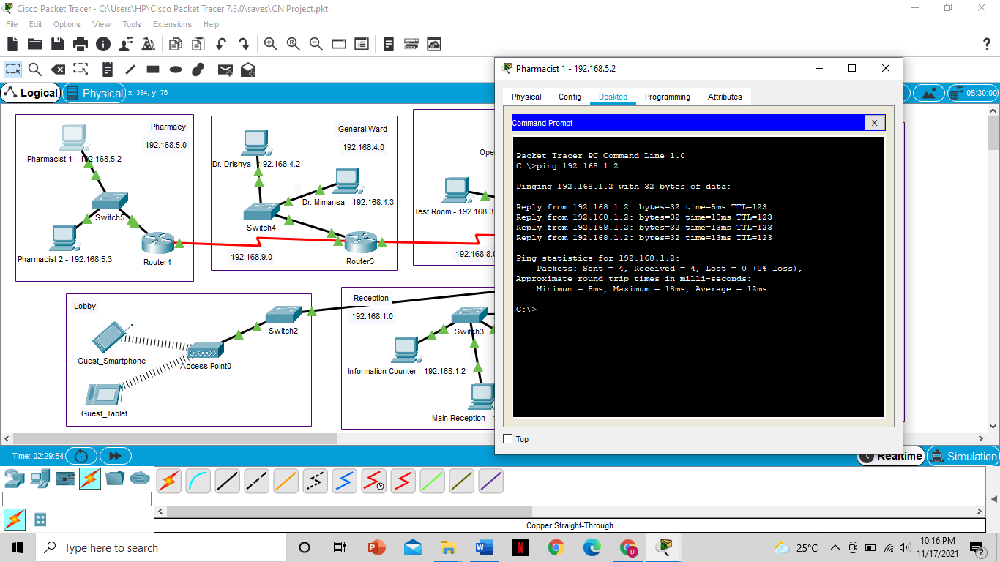 Cisco Packet Tracer - C:\Users\HP\Cisco Packet Tracer 7.3.0\saves\CN Project.pkt
File Edit Options View Tools Extensions Help
?
Logical
Physical
x: 394, y: 76
05:30:00
Pharmacy
192.168.5.0
Pharmacist 1 - 192.168.5.2
Switch5
Pharmacist 2 - 192.168.5.3
Router4
General Ward
192.168.4.0
Dr. Drishya - 192.168.4.2
Dr. Mimansa - 192.168.4.3
Switch4
192.168.9.0
Router3
Ope
Test Room - 192.168.3.
192.168.8.0
Lobby
Switch2
Guest_Smartphone
Access Point0
Guest_Tablet
Reception
192.168.1.0
Switch3
Information Counter - 192.168.1.2
Main Reception -
Pharmacist 1 - 192.168.5.2
Physical Config Desktop Programming Attributes
Command Prompt
X
Packet Tracer PC Command Line 1.0
C:\>ping 192.168.1.2
Pinging 192.168.1.2 with 32 bytes of data:
Reply from 192.168.1.2: bytes=32 time=5ms TTL=123
Reply from 192.168.1.2: bytes=32 time=18ms TTL=123
Reply from 192.168.1.2: bytes=32 time=13ms TTL=123
Reply from 192.168.1.2: bytes=32 time=13ms TTL=123
Ping statistics for 192.168.1.2:
Packets: Sent = 4, Received = 4, Lost = 0 (0% loss),
Approximate round trip times in milli-seconds:
Minimum = 5ms, Maximum = 18ms, Average = 12ms
C:\>
Top
Time: 02:29:54
Realtime
Simulation
Copper Straight-Through
Type here to search
25°C
10:16 PM
11/17/2021
2